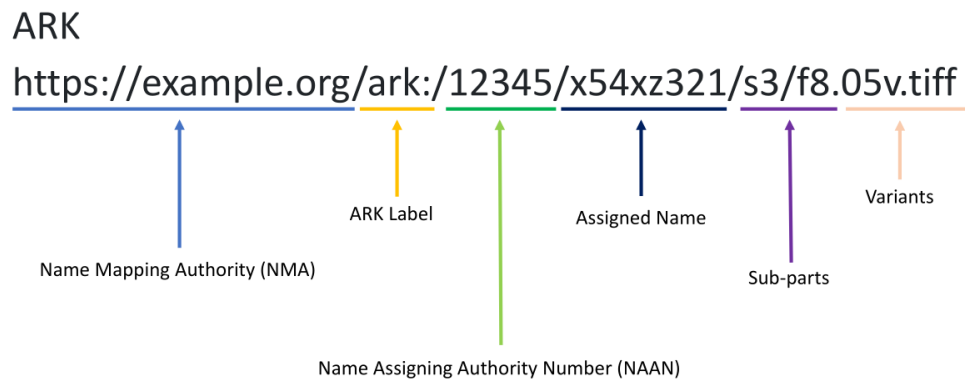 ARK
https://example.org/ark:/12345/x54xz321/s3/f8.05v.tiff
ARK Label
Assigned Name
Variants
Name Mapping Authority (NMA)
Sub-parts
Name Assigning Authority Number (NAAN)